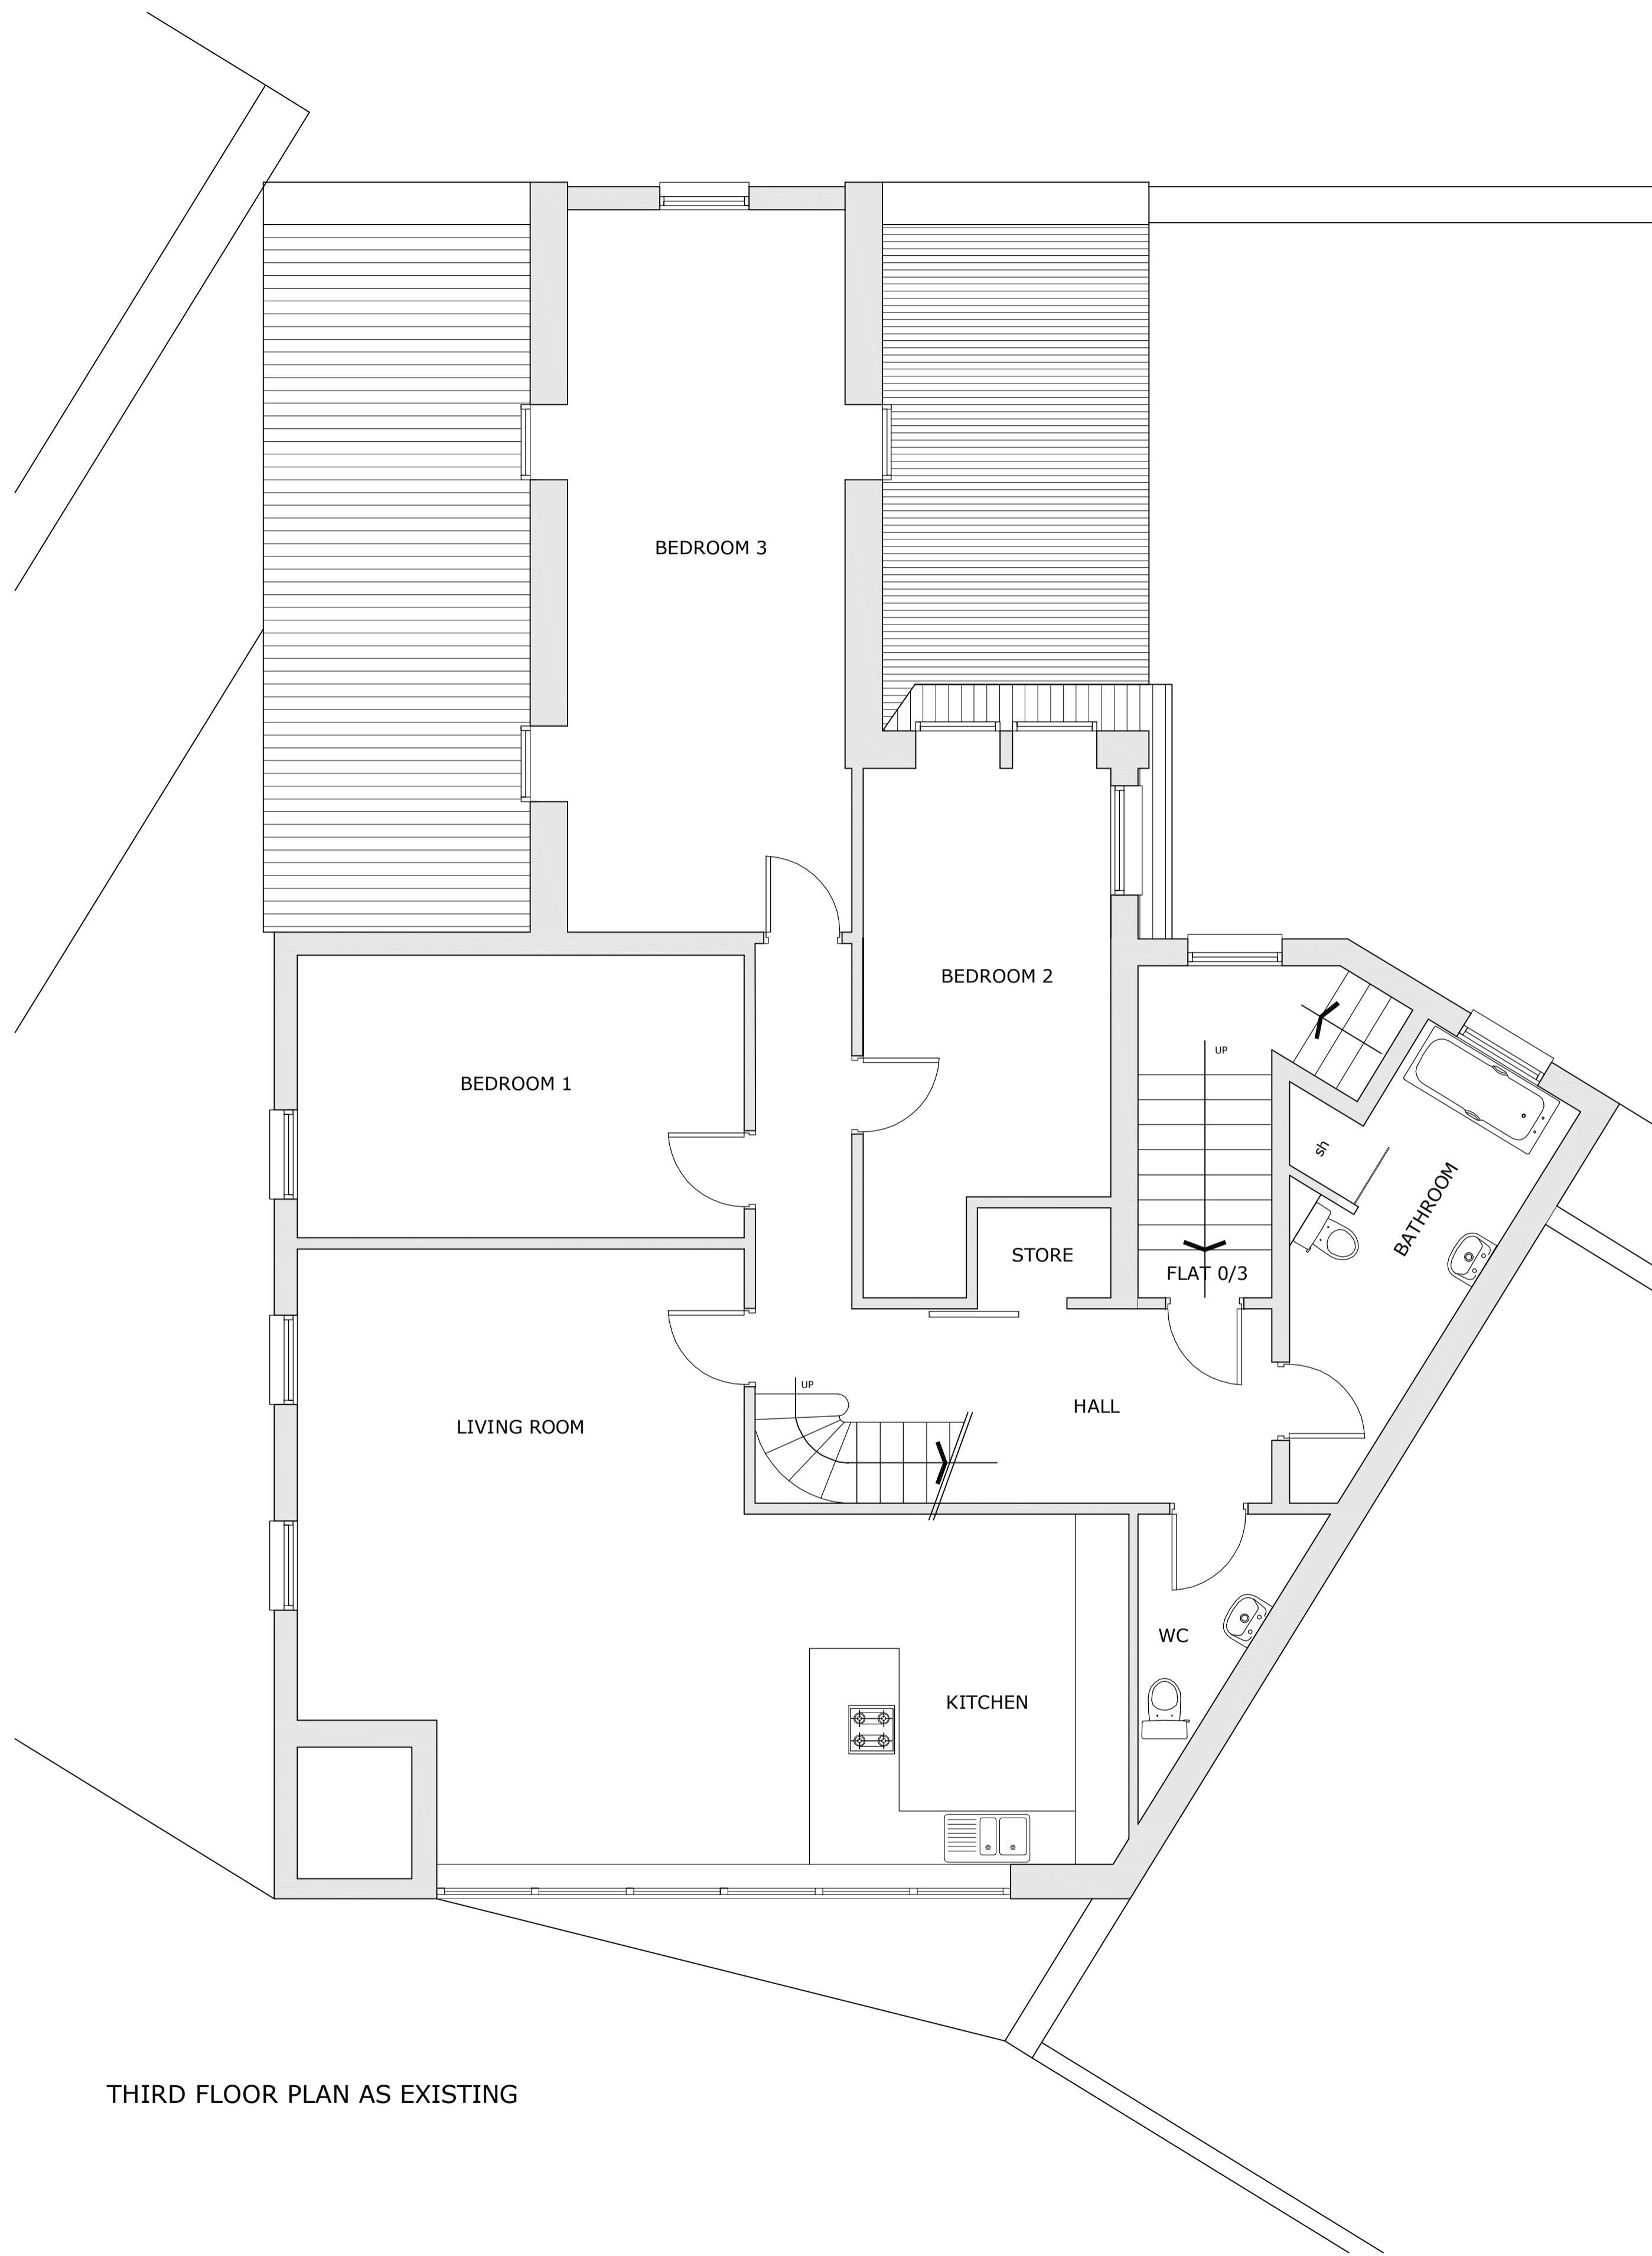 BEDROOM 3
BEDROOM 2
UP
BEDROOM 1
sh
BATHROOM
STORE
FLAT 0/3
UP
HALL
LIVING ROOM
WC
KITCHEN
THIRD FLOOR PLAN AS EXISTING